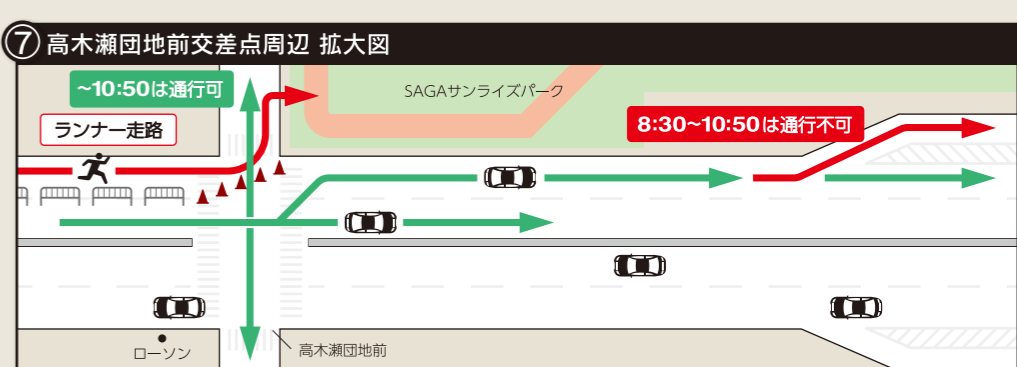 ⑦高木瀬団地前交差点周辺 拡大図
~10:50は通行可
SAGAサンライズパーク
ランナー走路
8:30~10:50は通行不可
ローソン
高木瀬団地前